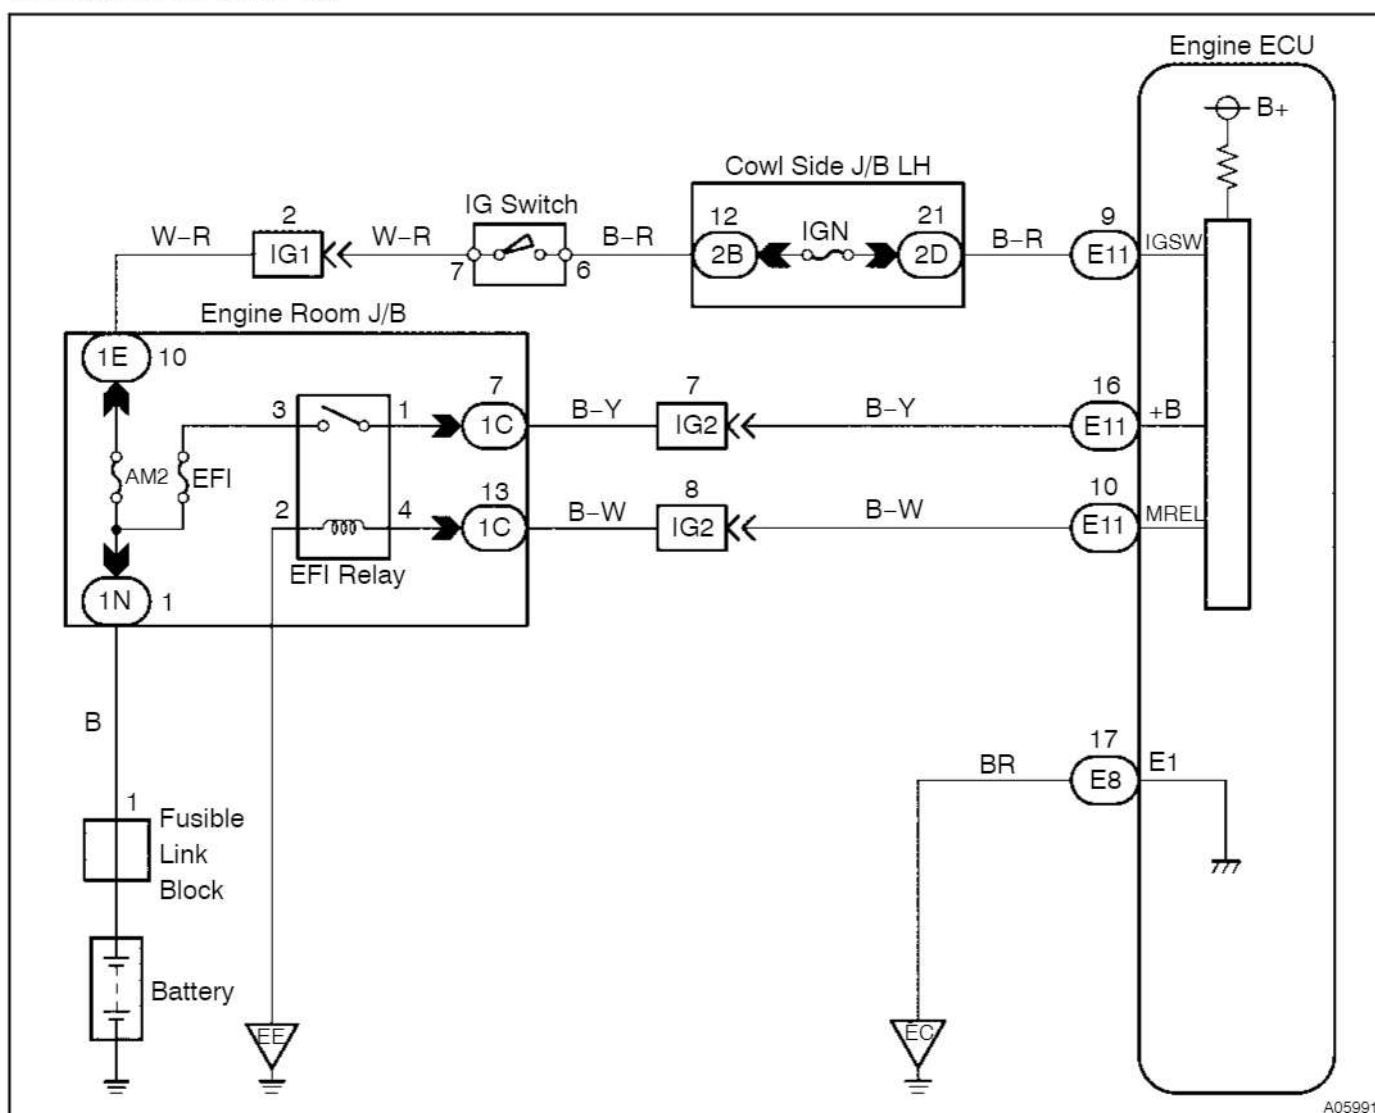 Engine ECU
B+
Cowl Side J/B LH
IG Switch
2
12
IGN
21
9
W-R
W-R
B-R
B-R
IG1
2B
2D
E11
IGSW
7
6
Engine Room J/B
1E
10
7
7
16
3
1
B-Y
B-Y
+B
1C
IG2
E11
AM2
EFI
13
8
10
2
4
B-W
B-W
MREL
1C
IG2
E11
EFI Relay
1N
1
B
17
BR
E1
E8
1
Fusible
Link
Block
Battery
EE
EC
A05991